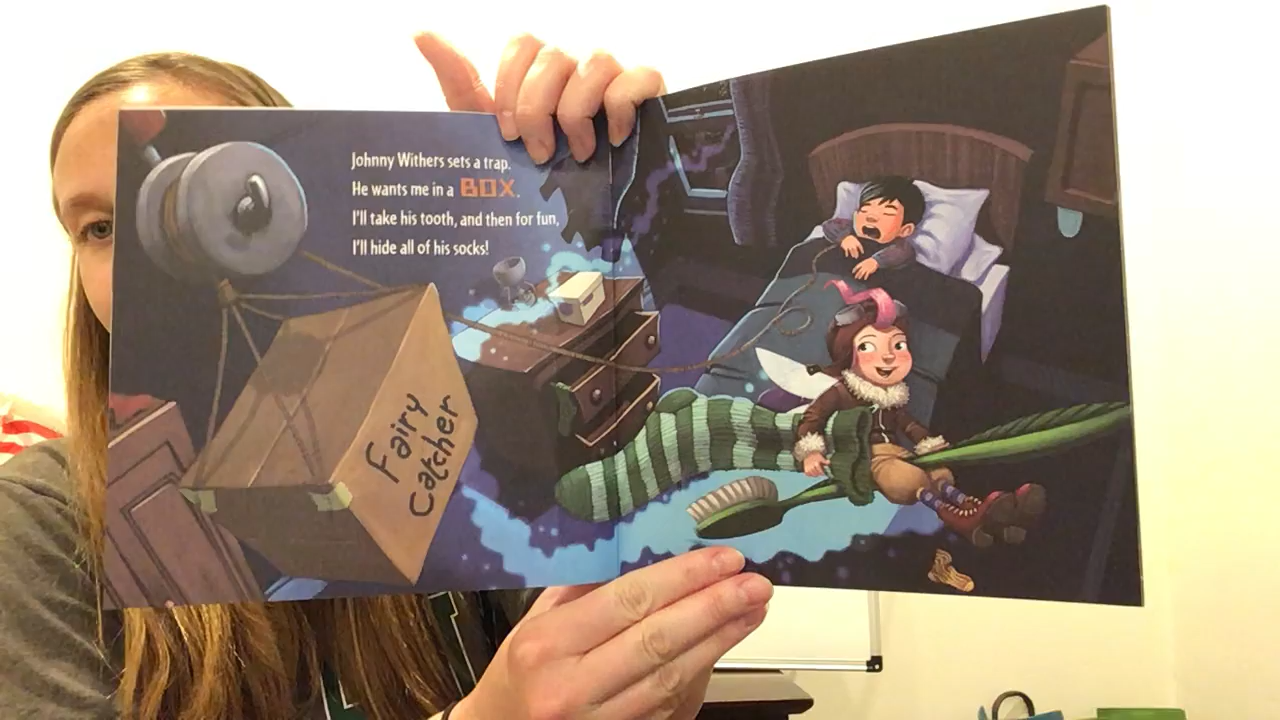 Johnny Withers sets a trap.
He wants me in a BOX.
I'll take his tooth, and then for fun,
I'll hide all of his socks!
Fairy
Catcher